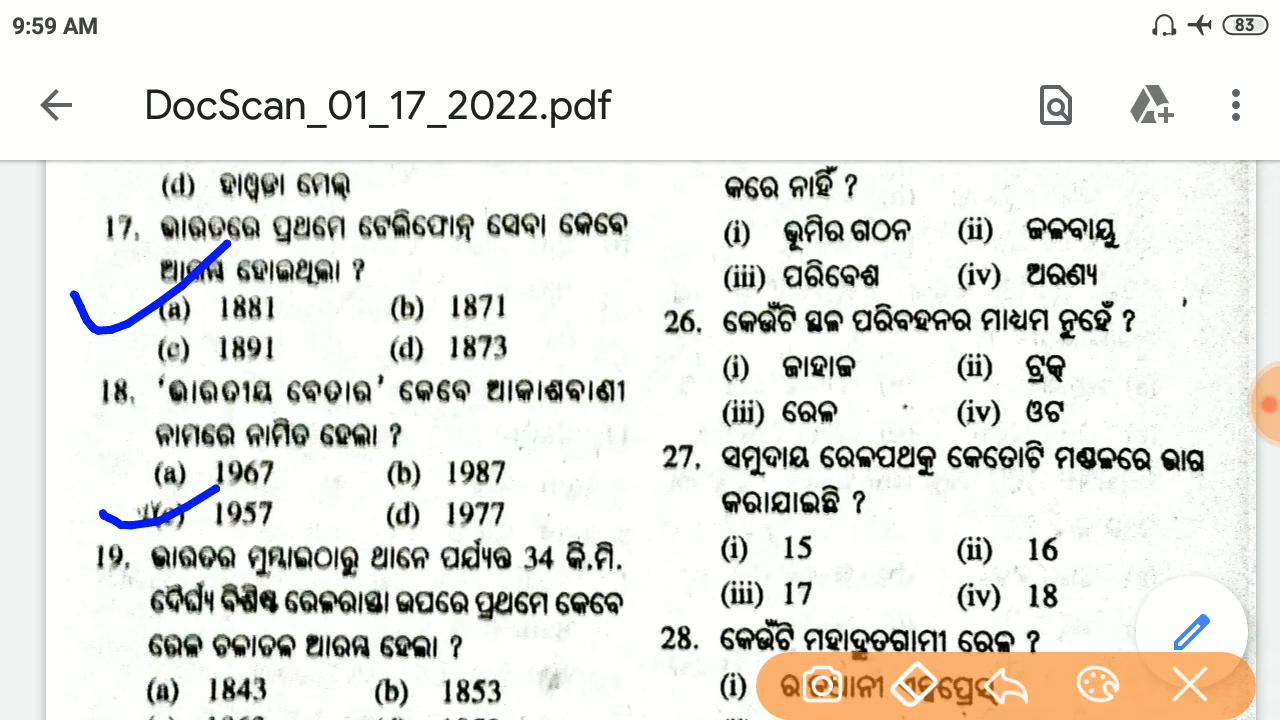 9:59 AM
83
DocScan_01_17_2022.pdf
(d) ହାୱଡା ମେଲ୍
17. ଭାରତରେ ପ୍ରଥମେ ଟେଲିଫୋନ୍ ସେବା କେବେ
ଆରମ୍ଭ ହୋଇଥିଲା ?
(a) 1881 (b) 1871
(c) 1891 (d) 1873
18. ‘ଭାରତୀୟ ବେତାର’ କେବେ ଆକାଶବାଣୀ
ନାମରେ ନାମିତ ହେଲା ?
(a) 1967 (b) 1987
(c) 1957 (d) 1977
19. ଭାରତର ମୁମ୍ବାଇଠାରୁ ଥାନେ ପର୍ଯ୍ୟନ୍ତ 34 କି.ମି.
ଦୈର୍ଘ୍ୟ ବିଶିଷ୍ଟ ରେଳରାସ୍ତା ଉପରେ ପ୍ରଥମେ କେବେ
ରେଳ ଚଳାଚଳ ଆରମ୍ଭ ହେଲା ?
(a) 1843 (b) 1853
କରେ ନାହିଁ ?
(i) ଭୂମିର ଗଠନ (ii) ଜଳବାୟୁ
(iii) ପରିବେଶ (iv) ଅରଣ୍ୟ
26. କେଉଁଟି ସ୍ଥଳ ପରିବହନର ମାଧ୍ୟମ ନୁହେଁ ?
(i) ଜାହାଜ (ii) ଟ୍ରକ୍
(iii) ରେଳ (iv) ଓଟ
27. ସମୁଦାୟ ରେଳପଥକୁ କେତୋଟି ମଣ୍ଡଳରେ ଭାଗ
କରାଯାଇଛି ?
(i) 15 (ii) 16
(iii) 17 (iv) 18
28. କେଉଁଟି ମହାଦ୍ରୁତଗାମୀ ରେଳ ?
(i)